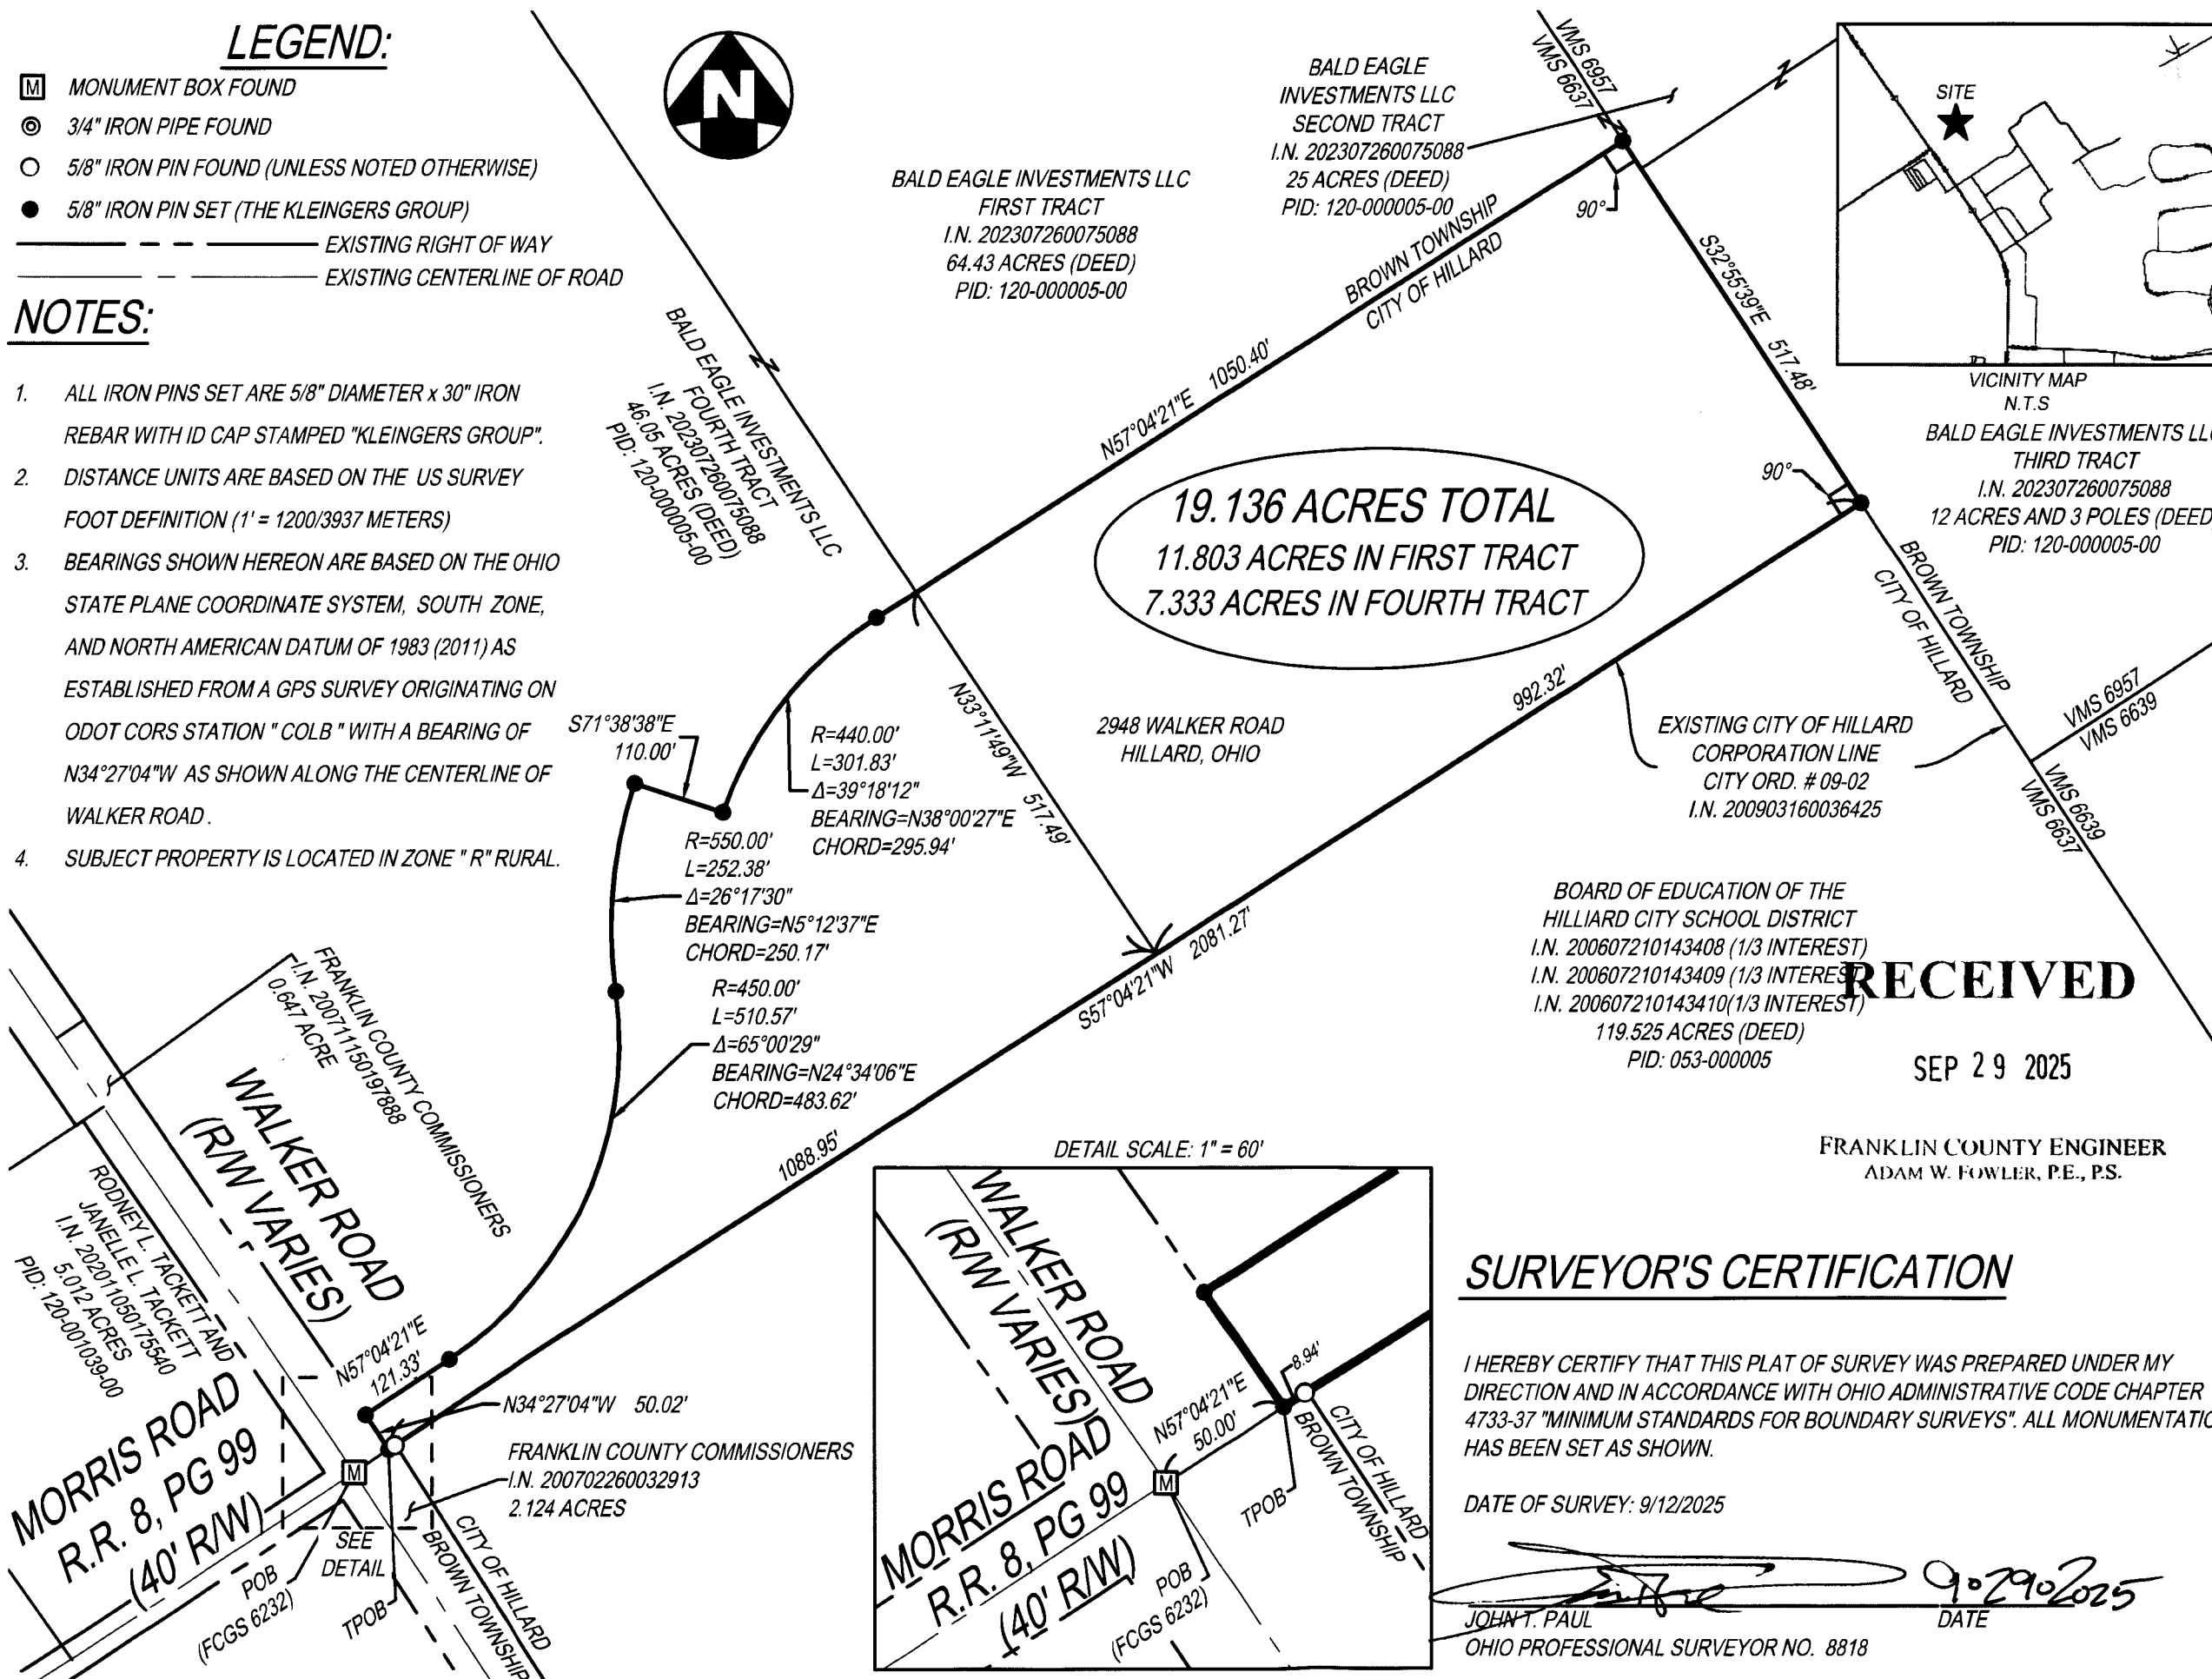 LEGEND:
M MONUMENT BOX FOUND
3/4" IRON PIPE FOUND
5/8" IRON PIN FOUND (UNLESS NOTED OTHERWISE)
5/8" IRON PIN SET (THE KLEINGERS GROUP)
EXISTING RIGHT OF WAY
EXISTING CENTERLINE OF ROAD
NOTES:
1. ALL IRON PINS SET ARE 5/8" DIAMETER x 30" IRON
REBAR WITH ID CAP STAMPED "KLEINGERS GROUP".
2. DISTANCE UNITS ARE BASED ON THE US SURVEY
FOOT DEFINITION (1' = 1200/3937 METERS)
3. BEARINGS SHOWN HEREON ARE BASED ON THE OHIO
STATE PLANE COORDINATE SYSTEM, SOUTH ZONE,
AND NORTH AMERICAN DATUM OF 1983 (2011) AS
ESTABLISHED FROM A GPS SURVEY ORIGINATING ON
ODOT CORS STATION " COLB " WITH A BEARING OF
N34°27'04"W AS SHOWN ALONG THE CENTERLINE OF
WALKER ROAD .
4. SUBJECT PROPERTY IS LOCATED IN ZONE " R" RURAL.
N
BALD EAGLE INVESTMENTS LLC
FIRST TRACT
I.N. 202307260075088
64.43 ACRES (DEED)
PID: 120-000005-00
BALD EAGLE
INVESTMENTS LLC
SECOND TRACT
I.N. 202307260075088
25 ACRES (DEED)
PID: 120-000005-00
VMS 6957
VMS 6637
90°
BROWN TOWNSHIP
CITY OF HILLARD
S32°55'39"E 517.48'
SITE
VICINITY MAP
N.T.S
BALD EAGLE INVESTMENTS LLC
THIRD TRACT
I.N. 202307260075088
12 ACRES AND 3 POLES (DEED)
PID: 120-000005-00
BALD EAGLE INVESTMENTS LLC
FOURTH TRACT
I.N. 202307260075088
46.05 ACRES (DEED)
PID: 120-000005-00
N57°04'21"E 1050.40'
19.136 ACRES TOTAL
11.803 ACRES IN FIRST TRACT
7.333 ACRES IN FOURTH TRACT
90°
BROWN TOWNSHIP
CITY OF HILLARD
S71°38'38"E
110.00'
R=440.00'
L=301.83'
Δ=39°18'12"
BEARING=N38°00'27"E
CHORD=295.94'
N33°11'49"W 517.49'
2948 WALKER ROAD
HILLARD, OHIO
992.32'
EXISTING CITY OF HILLARD
CORPORATION LINE
CITY ORD. # 09-02
I.N. 200903160036425
VMS 6957
VMS 6639
VMS 6639
VMS 6637
R=550.00'
L=252.38'
Δ=26°17'30"
BEARING=N5°12'37"E
CHORD=250.17'
R=450.00'
L=510.57'
Δ=65°00'29"
BEARING=N24°34'06"E
CHORD=483.62'
S57°04'21"W 2081.27'
1088.95'
BOARD OF EDUCATION OF THE
HILLIARD CITY SCHOOL DISTRICT
I.N. 200607210143408 (1/3 INTEREST)
I.N. 200607210143409 (1/3 INTEREST)
I.N. 200607210143410(1/3 INTEREST)
119.525 ACRES (DEED)
PID: 053-000005
RECEIVED
SEP 29 2025
FRANKLIN COUNTY ENGINEER
ADAM W. FOWLER, P.E., P.S.
FRANKLIN COUNTY COMMISSIONERS
I.N. 200711150197888
0.647 ACRE
WALKER ROAD
(R/W VARIES)
RODNEY L. TACKETT AND
JANELLE L. TACKETT
I.N. 202011050175540
5.012 ACRES
PID: 120-001039-00
MORRIS ROAD
R.R. 8, PG 99
(40' R/W)
N57°04'21"E
121.33'
N34°27'04"W 50.02'
FRANKLIN COUNTY COMMISSIONERS
I.N. 200702260032913
2.124 ACRES
M
SEE
DETAIL
POB
(FCGS 6232)
TPOB
CITY OF HILLARD
BROWN TOWNSHIP
DETAIL SCALE: 1" = 60'
WALKER ROAD
(R/W VARIES)
8.94'
N57°04'21"E
50.00'
CITY OF HILLARD
BROWN TOWNSHIP
M
TPOB
MORRIS ROAD
R.R. 8, PG 99
(40' R/W)
POB
(FCGS 6232)
SURVEYOR'S CERTIFICATION
I HEREBY CERTIFY THAT THIS PLAT OF SURVEY WAS PREPARED UNDER MY
DIRECTION AND IN ACCORDANCE WITH OHIO ADMINISTRATIVE CODE CHAPTER
4733-37 "MINIMUM STANDARDS FOR BOUNDARY SURVEYS". ALL MONUMENTATIO
HAS BEEN SET AS SHOWN.
DATE OF SURVEY: 9/12/2025
JOHN T. PAUL
DATE
OHIO PROFESSIONAL SURVEYOR NO. 8818